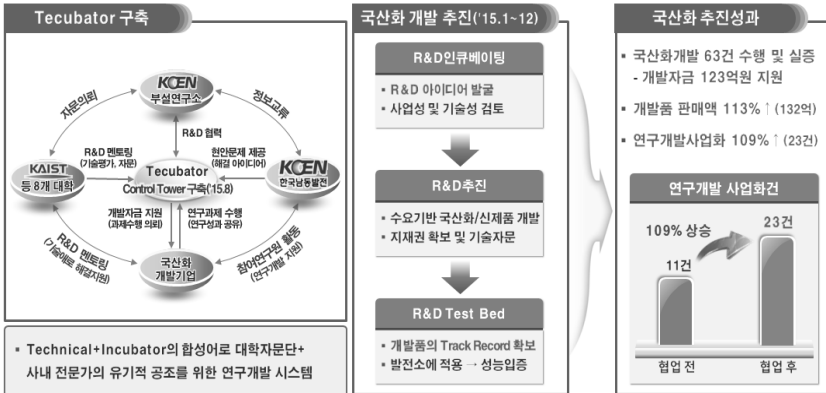 Tecubator 구축
KOEN
부설연구소
자문의뢰
정보교류
R&D 협력
R&D 멘토링
(기술평가, 자문)
현안문제 제공
(해결 아이디어)
KAIST
등 8개 대학
Tecubator
Control Tower 구축('15.8)
KOEN
한국남동발전
개발자금 지원
(과제수행 의뢰)
연구과제 수행
(연구성과 공유)
R&D 멘토링
(기술애로 해결지원)
국산화
개발기업
참여연구원 활동
(연구개발 지원)
▪ Technical+Incubator의 합성어로 대학자문단+
사내 전문가의 유기적 공조를 위한 연구개발 시스템
국산화 개발 추진('15.1~12)
R&D인큐베이팅
▪ R&D 아이디어 발굴
▪ 사업성 및 기술성 검토
R&D추진
▪ 수요기반 국산화/신제품 개발
▪ 지재권 확보 및 기술자문
R&D Test Bed
▪ 개발품의 Track Record 확보
▪ 발전소에 적용 → 성능입증
국산화 추진성과
▪ 국산화개발 63건 수행 및 실증
- 개발자금 123억원 지원
▪ 개발품 판매액 113% ↑ (132억)
▪ 연구개발사업화 109% ↑ (23건)
연구개발 사업화건
109% 상승
23건
11건
협업 전
협업 후